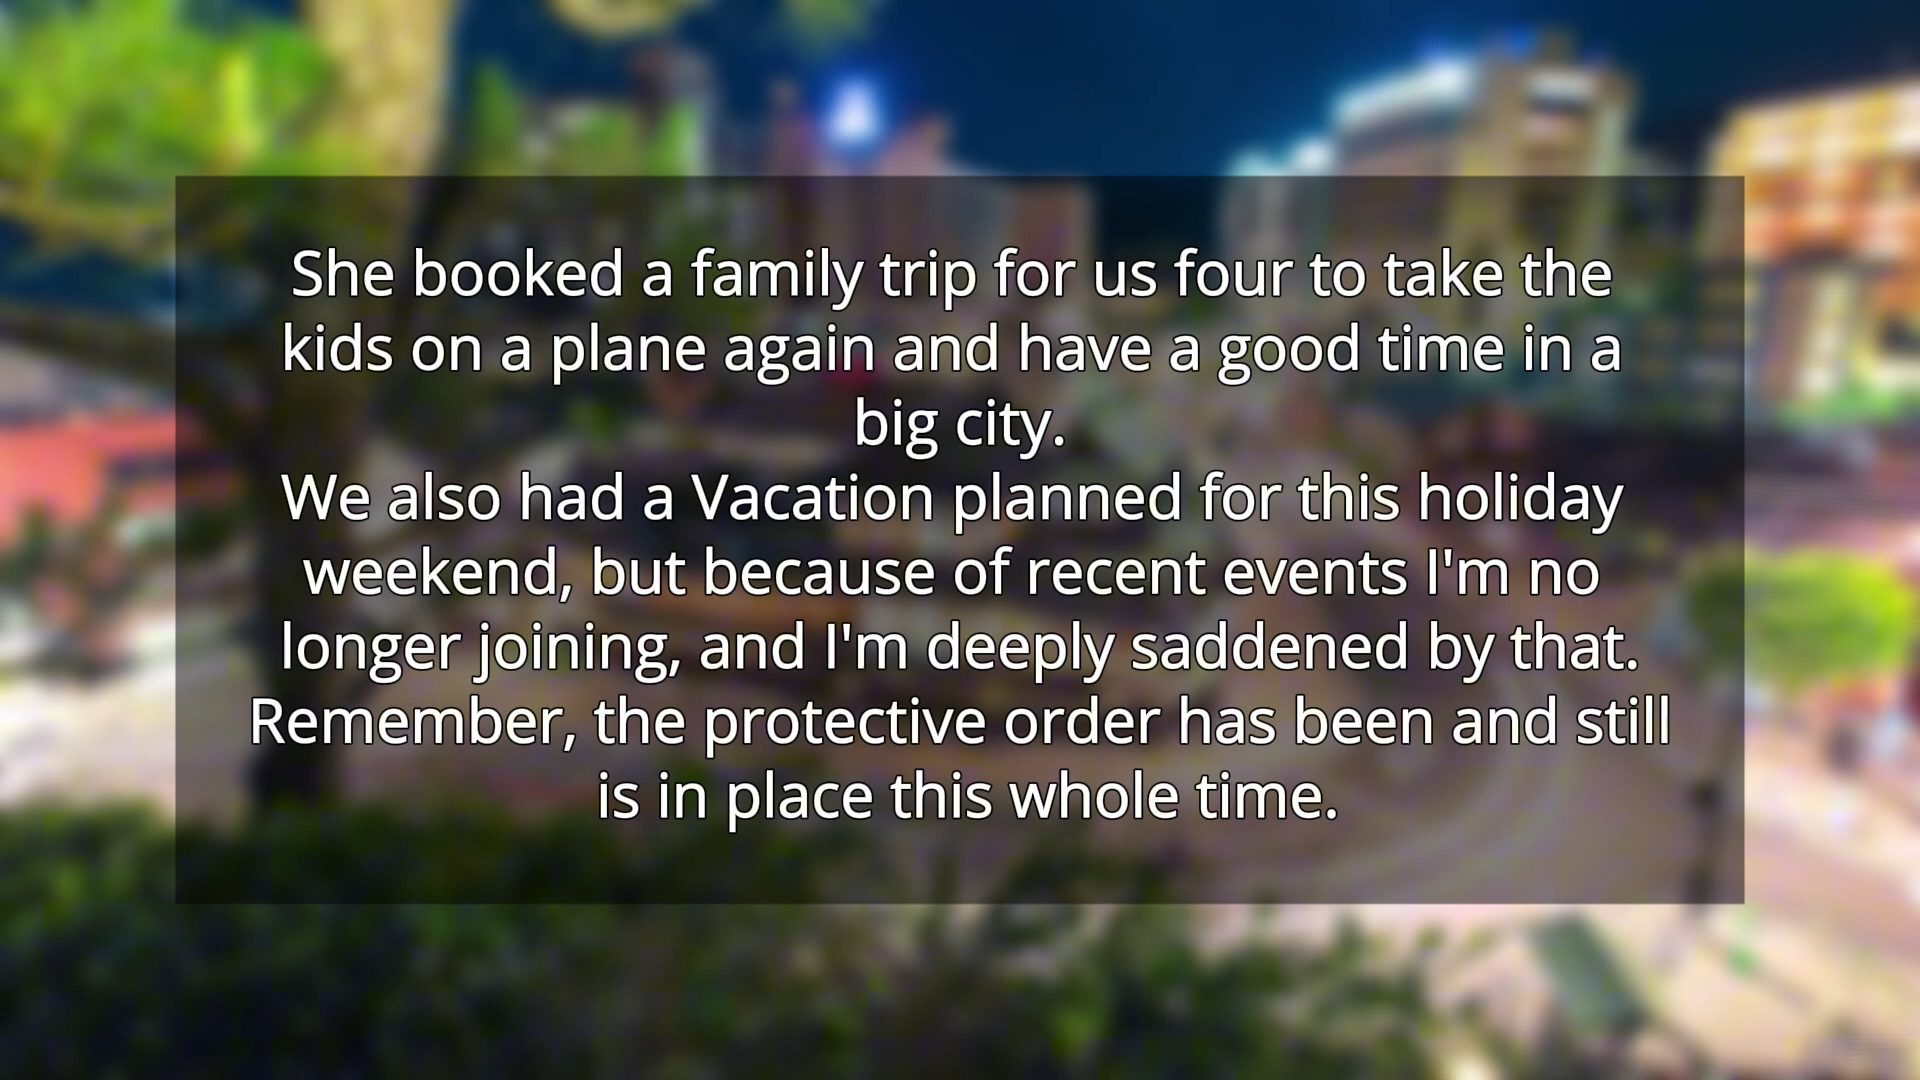 She booked a family trip for us four to take the
kids on a plane again and have a good time in a
big city.
We also had a Vacation planned for this holiday
weekend, but because of recent events I'm no
longer joining, and I'm deeply saddened by that.
Remember, the protective order has been and still
is in place this whole time.